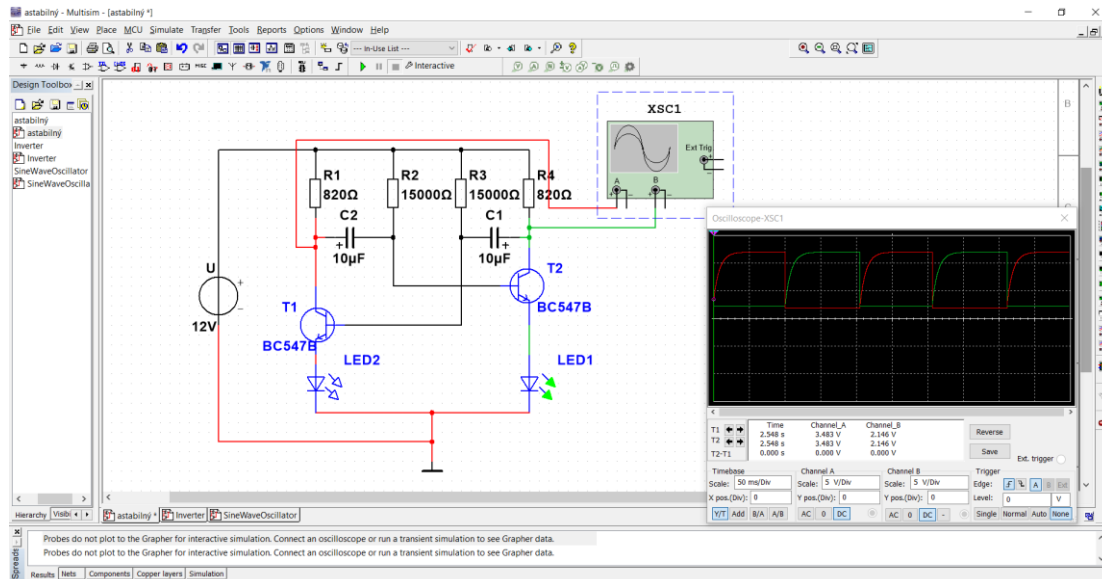 astabilný - Multisim - [astabilný *]
File Edit View Place MCU Simulate Transfer Tools Reports Options Window Help
--- In-Use List ---
Interactive
Design Toolbox
astabilný
astabilný
Inverter
Inverter
SineWaveOscillator
SineWaveOscilla
XSC1
Ext Trig
A B
B
R1 R2 R3 R4
820Ω 15000Ω 15000Ω 820Ω
C2 C1
10µF 10µF
U
12V
T1
BC547B
T2
BC547B
LED2 LED1
Oscilloscope-XSC1
Time Channel_A Channel_B
T1 2.548 s 3.483 V 2.146 V
T2 2.548 s 3.483 V 2.146 V
T2-T1 0.000 s 0.000 V 0.000 V
Reverse
Save
Ext. trigger
Timebase Channel A Channel B Trigger
Scale: 50 ms/Div Scale: 5 V/Div Scale: 5 V/Div Edge: A B Ext
X pos.(Div): 0 Y pos.(Div): 0 Y pos.(Div): 0 Level: 0 V
Y/T Add B/A A/B AC 0 DC AC 0 DC - Single Normal Auto None
Hierarchy Visibi astabilný * Inverter SineWaveOscillator
Probes do not plot to the Grapher for interactive simulation. Connect an oscilloscope or run a transient simulation to see Grapher data.
Probes do not plot to the Grapher for interactive simulation. Connect an oscilloscope or run a transient simulation to see Grapher data.
Spreads
Results Nets Components Copper layers Simulation